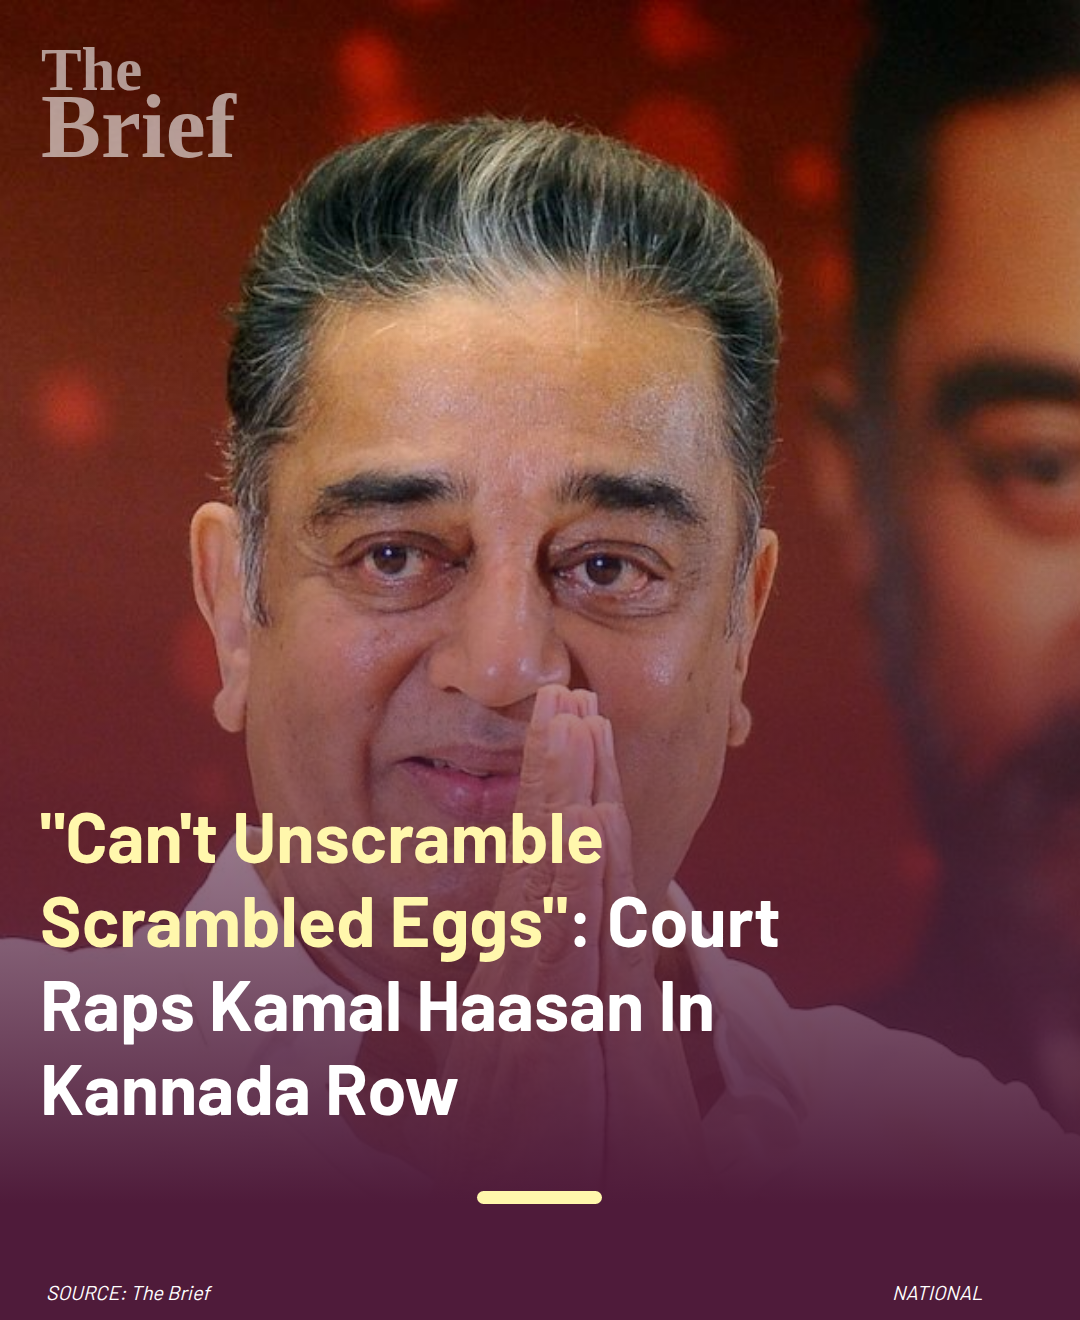 The
Brief
"Can't Unscramble
Scrambled Eggs": Court
Raps Kamal Haasan In
Kannada Row
SOURCE: The Brief
NATIONAL